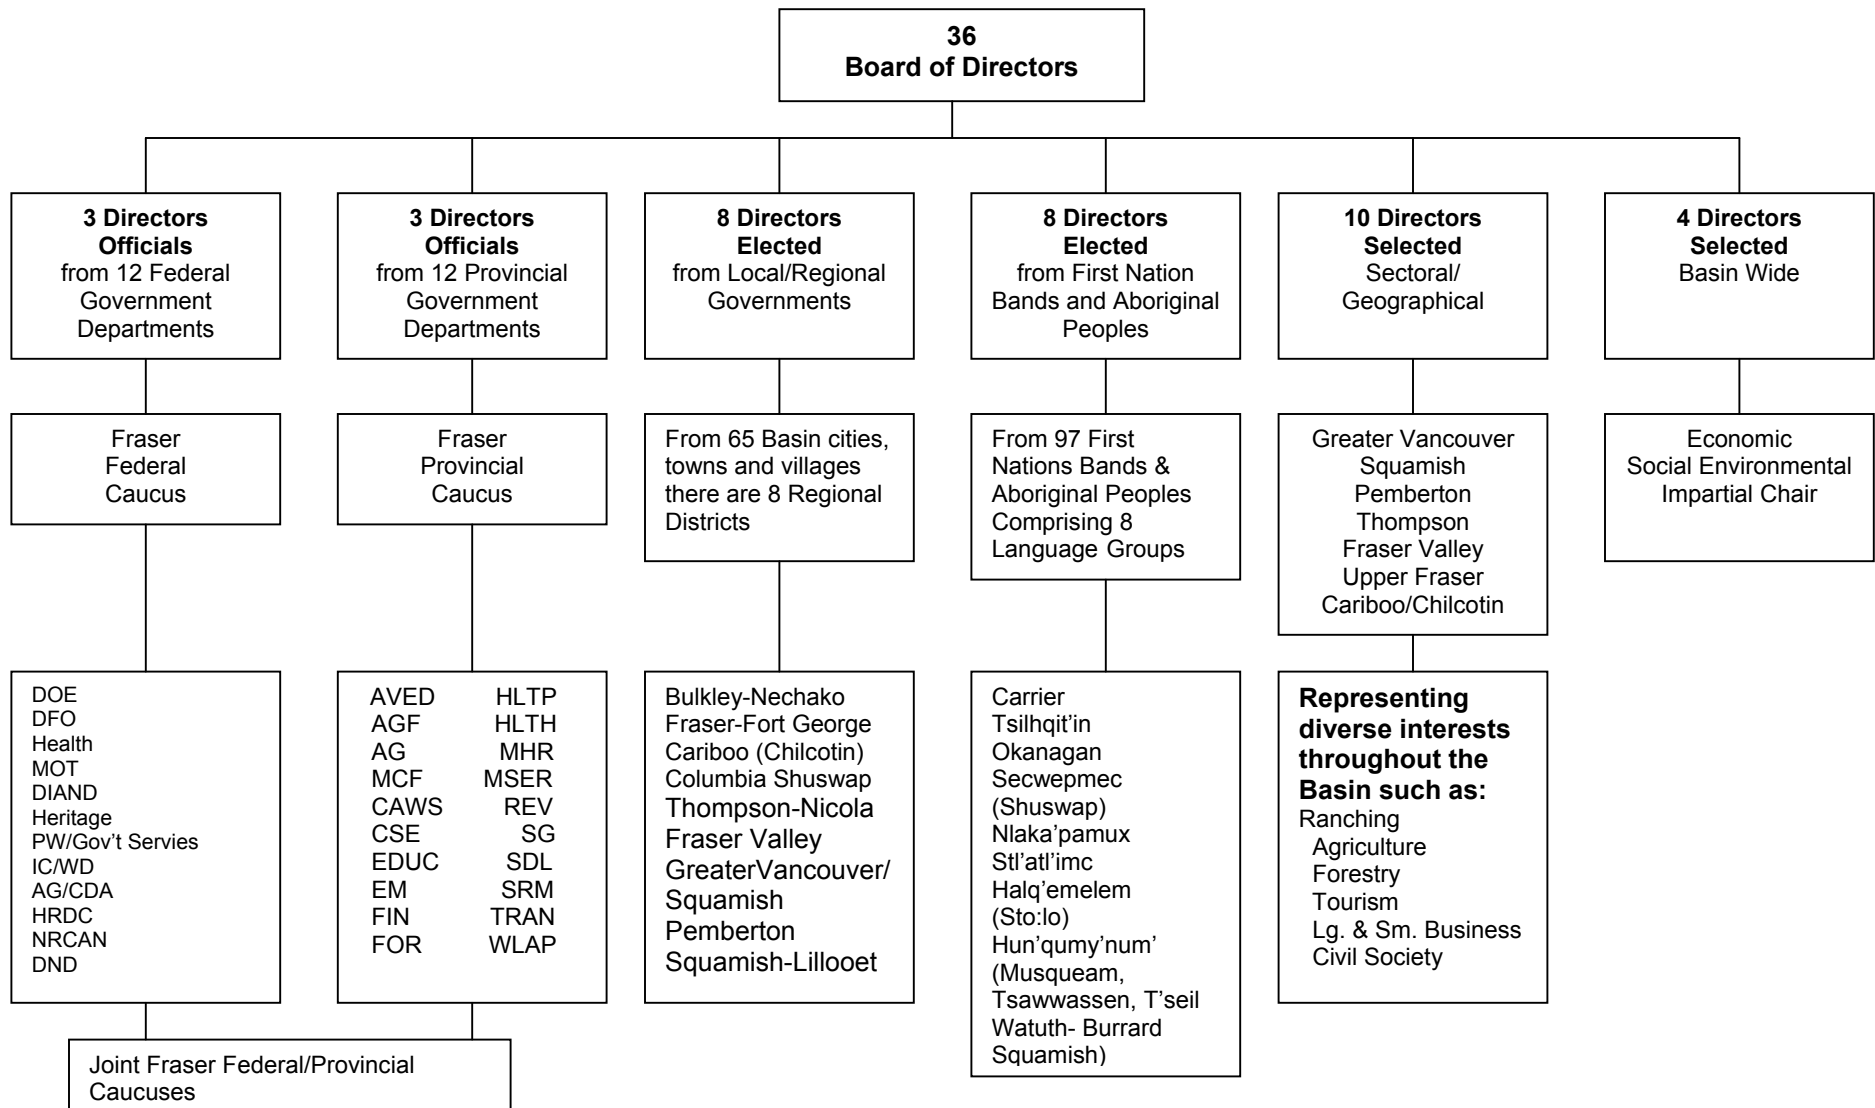 36
Board of Directors
3 Directors
Officials
from 12 Federal
Government
Departments
3 Directors
Officials
from 12 Provincial
Government
Departments
8 Directors
Elected
from Local/Regional
Governments
8 Directors
Elected
from First Nation
Bands and Aboriginal
Peoples
10 Directors
Selected
Sectoral/
Geographical
4 Directors
Selected
Basin Wide
Fraser
Federal
Caucus
Fraser
Provincial
Caucus
From 65 Basin cities,
towns and villages
there are 8 Regional
Districts
From 97 First
Nations Bands &
Aboriginal Peoples
Comprising 8
Language Groups
Greater Vancouver
Squamish
Pemberton
Thompson
Fraser Valley
Upper Fraser
Cariboo/Chilcotin
Economic
Social Environmental
Impartial Chair
DOE
DFO
Health
MOT
DIAND
Heritage
PW/Gov't Servies
IC/WD
AG/CDA
HRDC
NRCAN
DND
AVED HLTP
AGF HLTH
AG MHR
MCF MSER
CAWS REV
CSE SG
EDUC SDL
EM SRM
FIN TRAN
FOR WLAP
Bulkley-Nechako
Fraser-Fort George
Cariboo (Chilcotin)
Columbia Shuswap
Thompson-Nicola
Fraser Valley
GreaterVancouver/
Squamish
Pemberton
Squamish-Lillooet
Carrier
Tsilhqit'in
Okanagan
Secwepmec
(Shuswap)
Nlaka'pamux
Stl'atl'imc
Halq'emelem
(Sto:lo)
Hun'qumy'num'
(Musqueam,
Tsawwassen, T'seil
Watuth- Burrard
Squamish)
Representing
diverse interests
throughout the
Basin such as:
Ranching
Agriculture
Forestry
Tourism
Lg. & Sm. Business
Civil Society
Joint Fraser Federal/Provincial
Caucuses